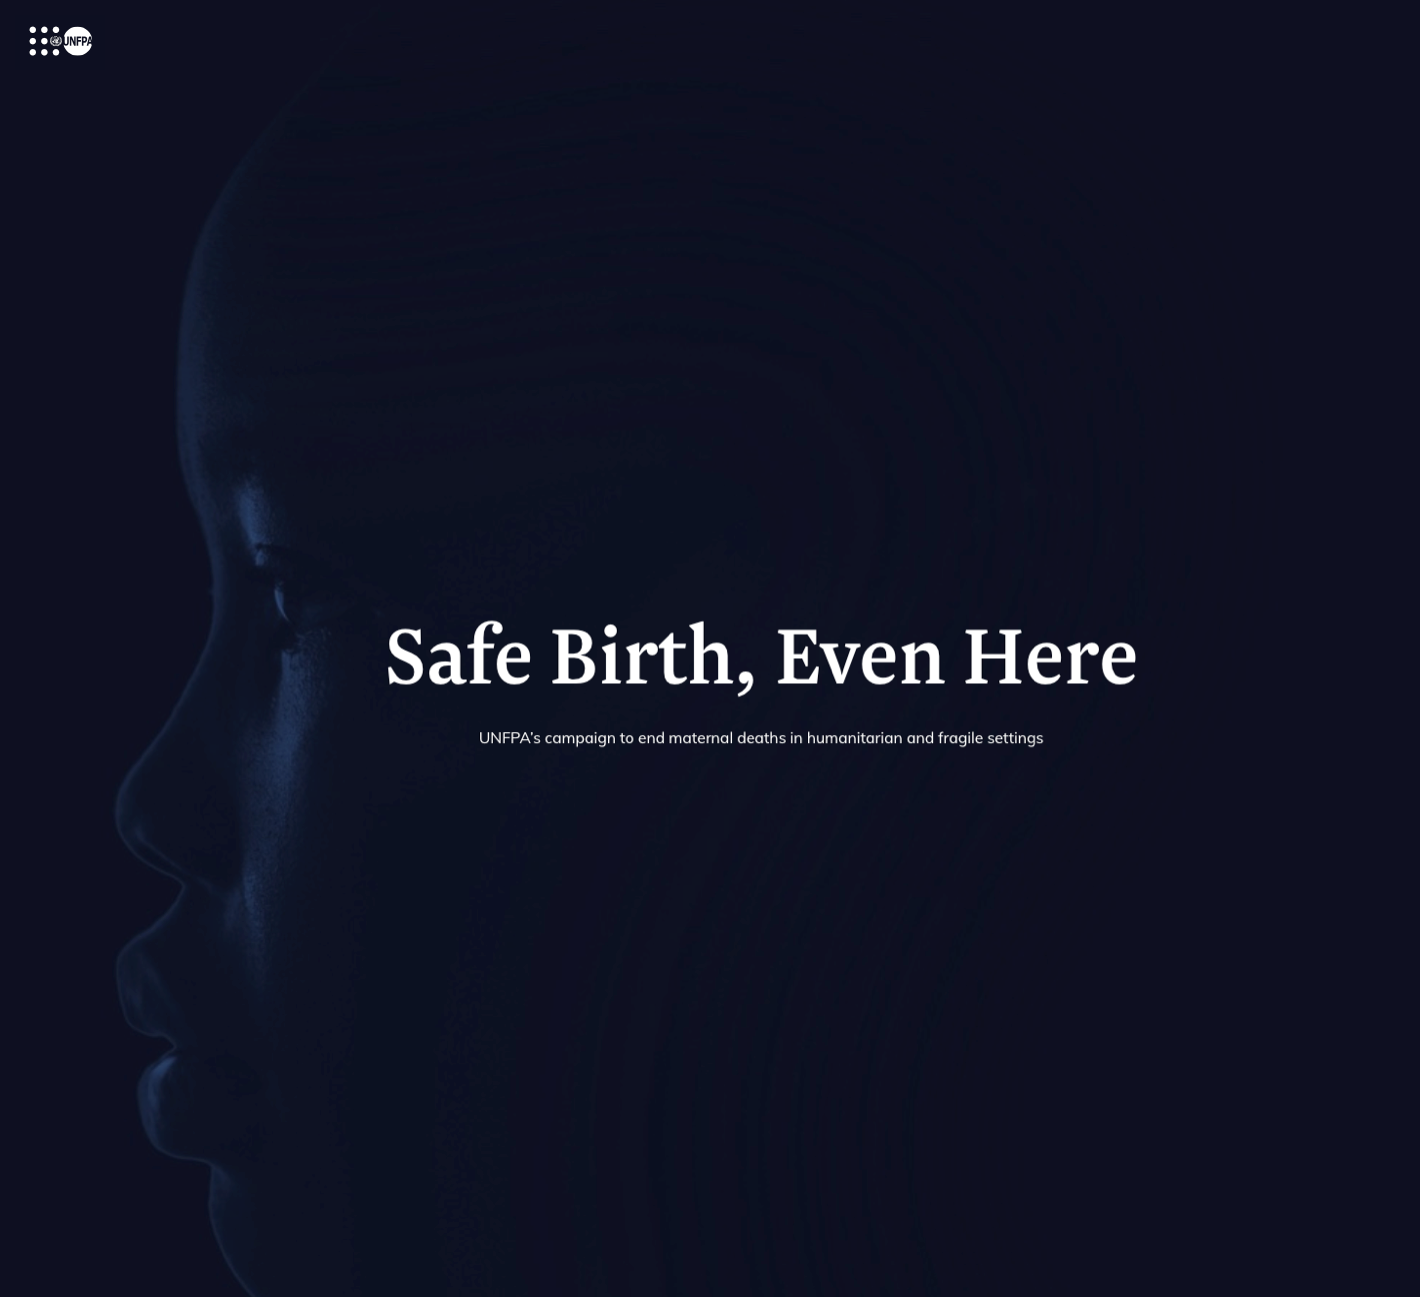 UNFPA
Safe Birth, Even Here
UNFPA's campaign to end maternal deaths in humanitarian and fragile settings